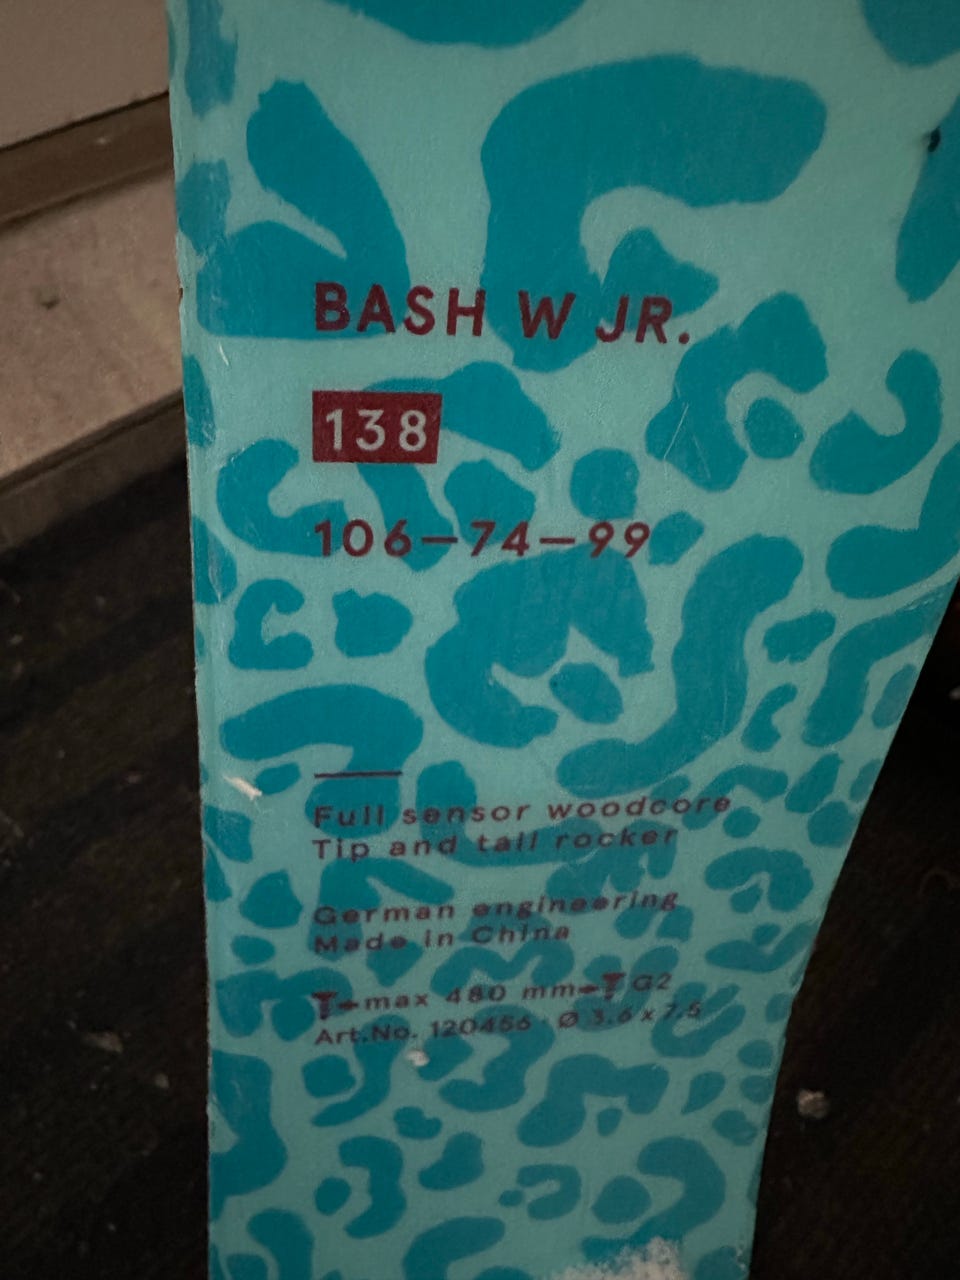 BASH W JR.
138
106—74—99
Full sensor woodcore
Tip and tail rocker
German engineering
Made in China
max 480 mm G2
Art.No. 120456 Ø 3.6 x 7.5